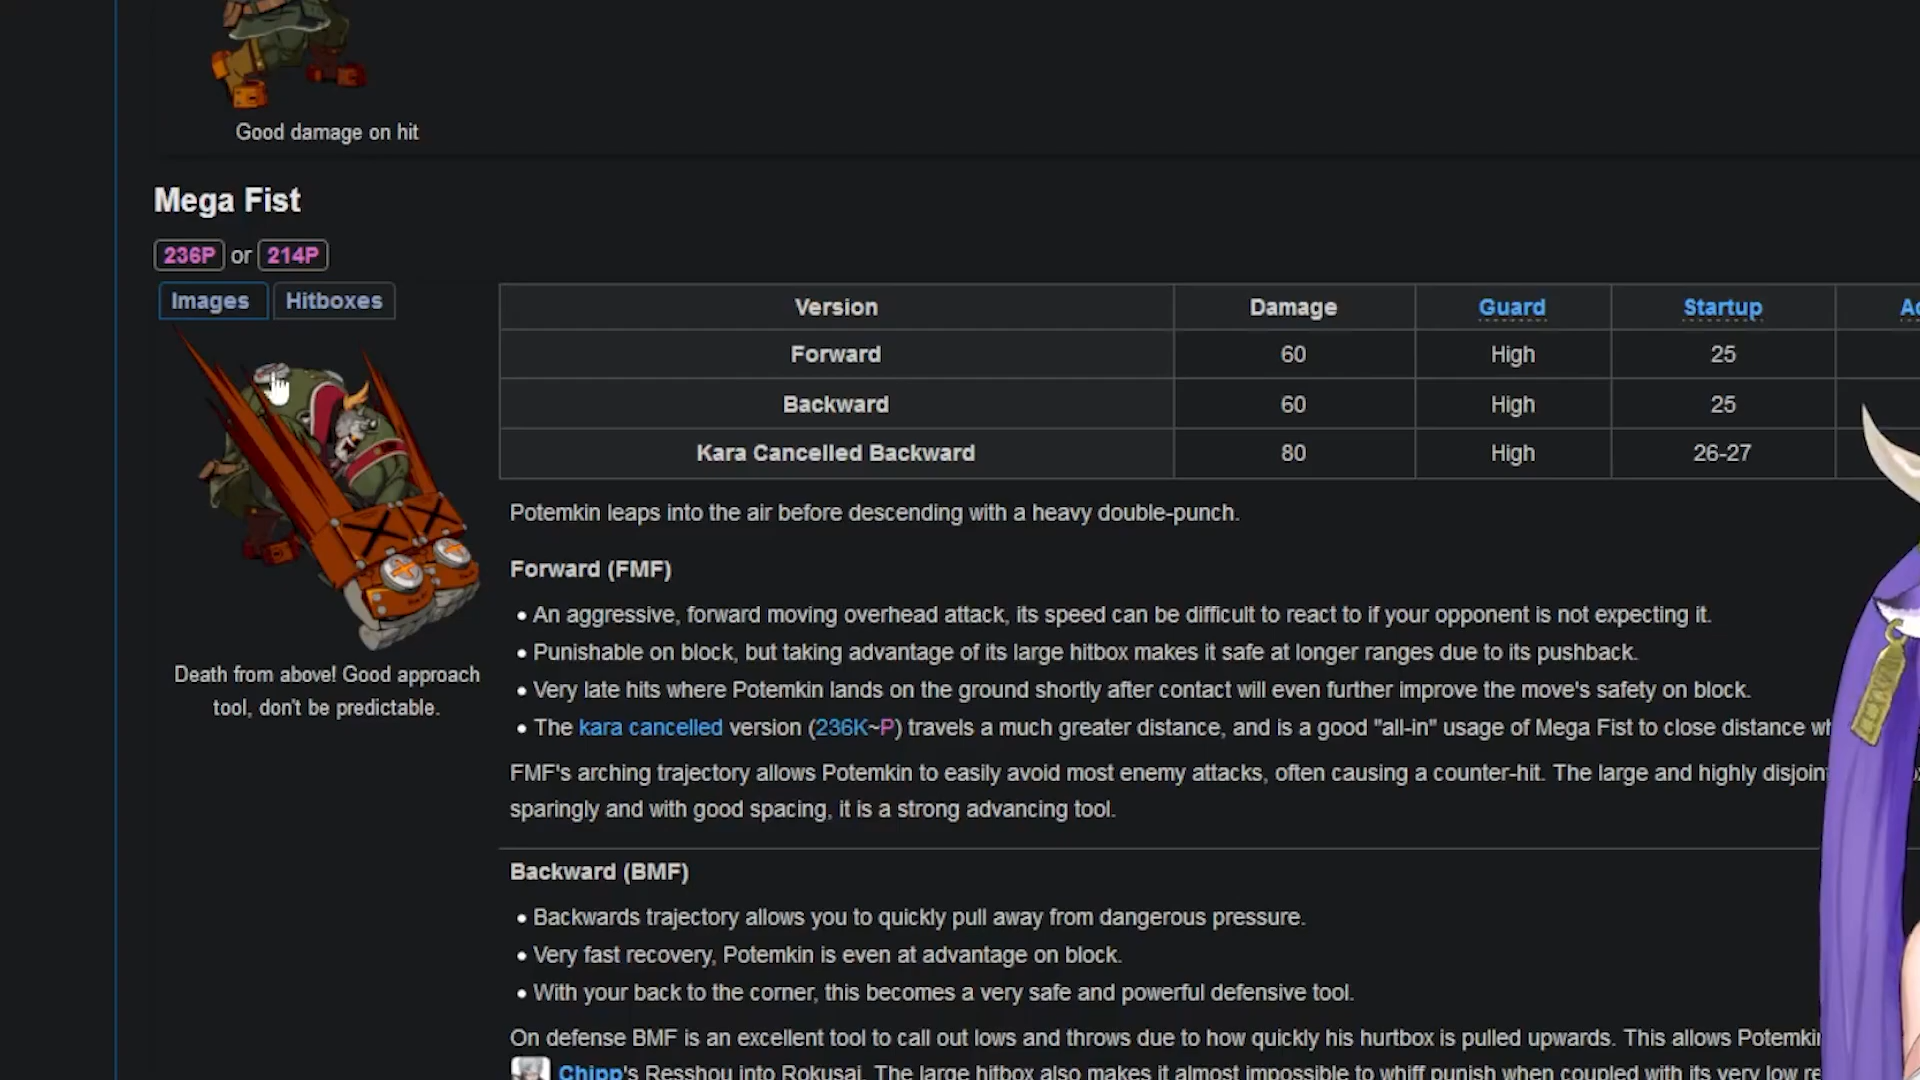 Good damage on hit
Mega Fist
236P or 214P
Images Hitboxes
Version Damage Guard Startup
Forward 60 High 25
Backward 60 High 25
Kara Cancelled Backward 80 High 26-27
Potemkin leaps into the air before descending with a heavy double-punch.
Forward (FMF)
• An aggressive, forward moving overhead attack, its speed can be difficult to react to if your opponent is not expecting it.
• Punishable on block, but taking advantage of its large hitbox makes it safe at longer ranges due to its pushback.
Death from above! Good approach
tool, don't be predictable.
• Very late hits where Potemkin lands on the ground shortly after contact will even further improve the move's safety on block.
• The kara cancelled version (236K~P) travels a much greater distance, and is a good "all-in" usage of Mega Fist to close distance
FMF's arching trajectory allows Potemkin to easily avoid most enemy attacks, often causing a counter-hit. The large and highly
sparingly and with good spacing, it is a strong advancing tool.
Backward (BMF)
• Backwards trajectory allows you to quickly pull away from dangerous pressure.
• Very fast recovery, Potemkin is even at advantage on block.
• With your back to the corner, this becomes a very safe and powerful defensive tool.
On defense BMF is an excellent tool to call out lows and throws due to how quickly his hurtbox is pulled upwards. This allows
Chipp's Resshou into Rokusai. The large hitbox also makes it almost impossible to whiff punish when coupled with its very low